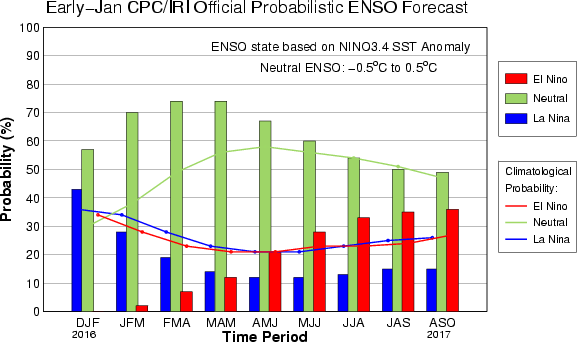 Early-Jan CPC/IRI Official Probabilistic ENSO Forecast
ENSO state based on NINO3.4 SST Anomaly
Neutral ENSO: -0.5°C to 0.5°C
Probability (%)
100
90
80
70
60
50
40
30
20
10
0
DJF JFM FMA MAM AMJ MJJ JJA JAS ASO
2016 2017
Time Period
El Nino
Neutral
La Nina
Climatological
Probability:
El Nino
Neutral
La Nina